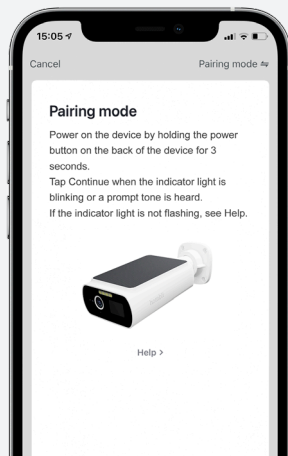 15:05
Cancel
Pairing mode
Pairing mode
Power on the device by holding the power
button on the back of the device for 3
seconds.
Tap Continue when the indicator light is
blinking or a prompt tone is heard.
If the indicator light is not flashing, see Help.
Help >